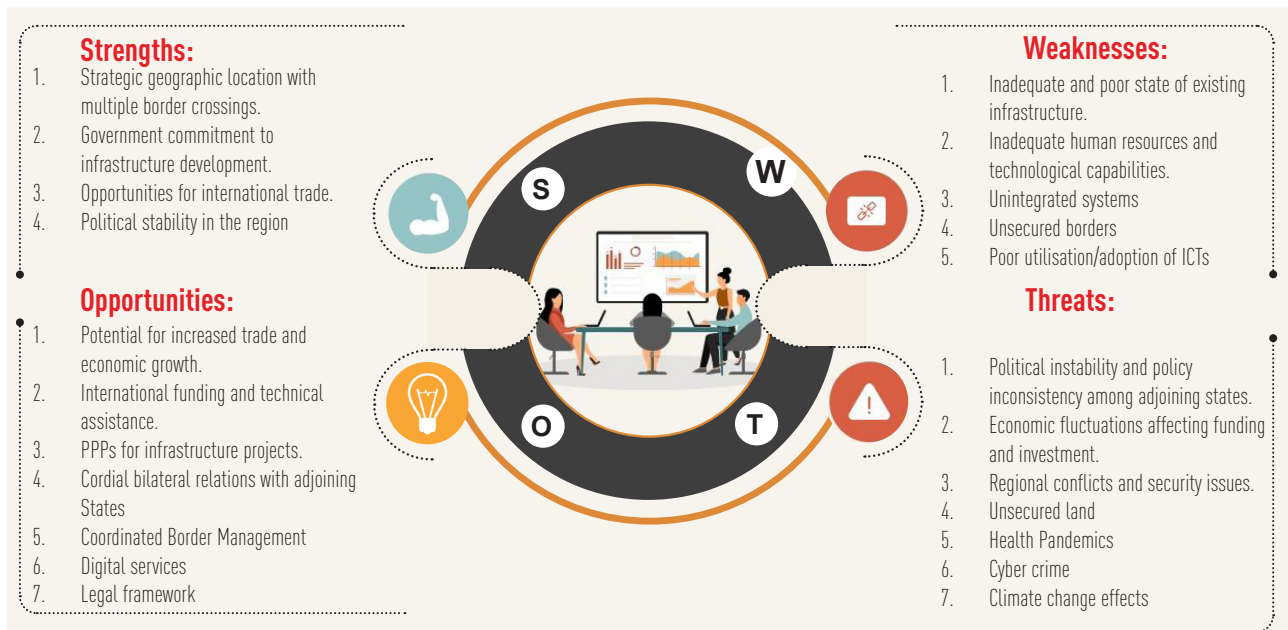 Strengths:
1. Strategic geographic location with
multiple border crossings.
2. Government commitment to
infrastructure development.
3. Opportunities for international trade.
4. Political stability in the region
Weaknesses:
1. Inadequate and poor state of existing
infrastructure.
2. Inadequate human resources and
technological capabilities.
3. Unintegrated systems
4. Unsecured borders
5. Poor utilisation/adoption of ICTs
S
W
O
T
Opportunities:
1. Potential for increased trade and
economic growth.
2. International funding and technical
assistance.
3. PPPs for infrastructure projects.
4. Cordial bilateral relations with adjoining
States
5. Coordinated Border Management
6. Digital services
7. Legal framework
Threats:
1. Political instability and policy
inconsistency among adjoining states.
2. Economic fluctuations affecting funding
and investment.
3. Regional conflicts and security issues.
4. Unsecured land
5. Health Pandemics
6. Cyber crime
7. Climate change effects